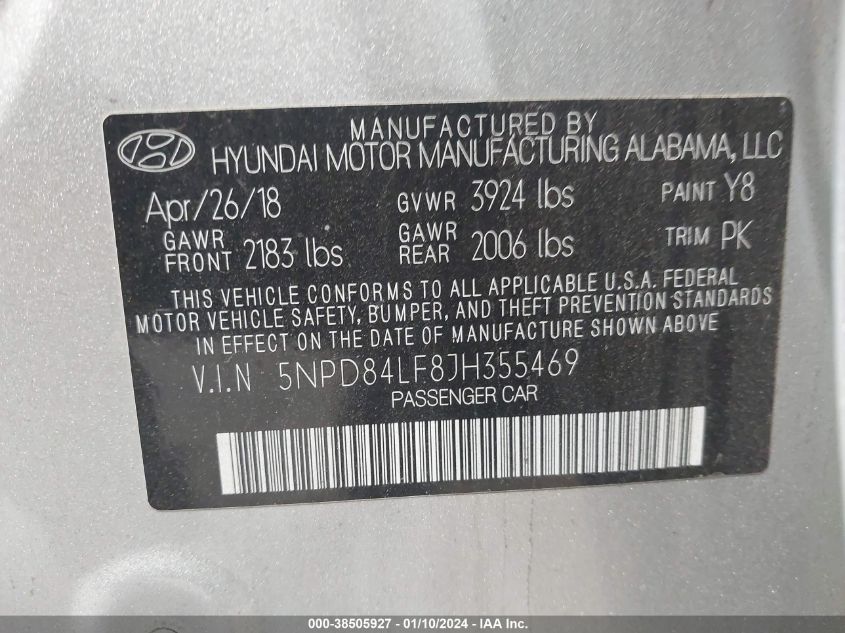 MANUFACTURED BY
HYUNDAI MOTOR MANUFACTURING ALABAMA, LLC
Apr/26/18 GVWR 3924 lbs PAINT Y8
GAWR FRONT 2183 lbs GAWR REAR 2006 lbs TRIM PK
THIS VEHICLE CONFORMS TO ALL APPLICABLE U.S.A. FEDERAL
MOTOR VEHICLE SAFETY, BUMPER, AND THEFT PREVENTION STANDARDS
IN EFFECT ON THE DATE OF MANUFACTURE SHOWN ABOVE
V.I.N 5NPD84LF8JH355469
PASSENGER CAR
000-38505927 - 01/10/2024 - IAA Inc.